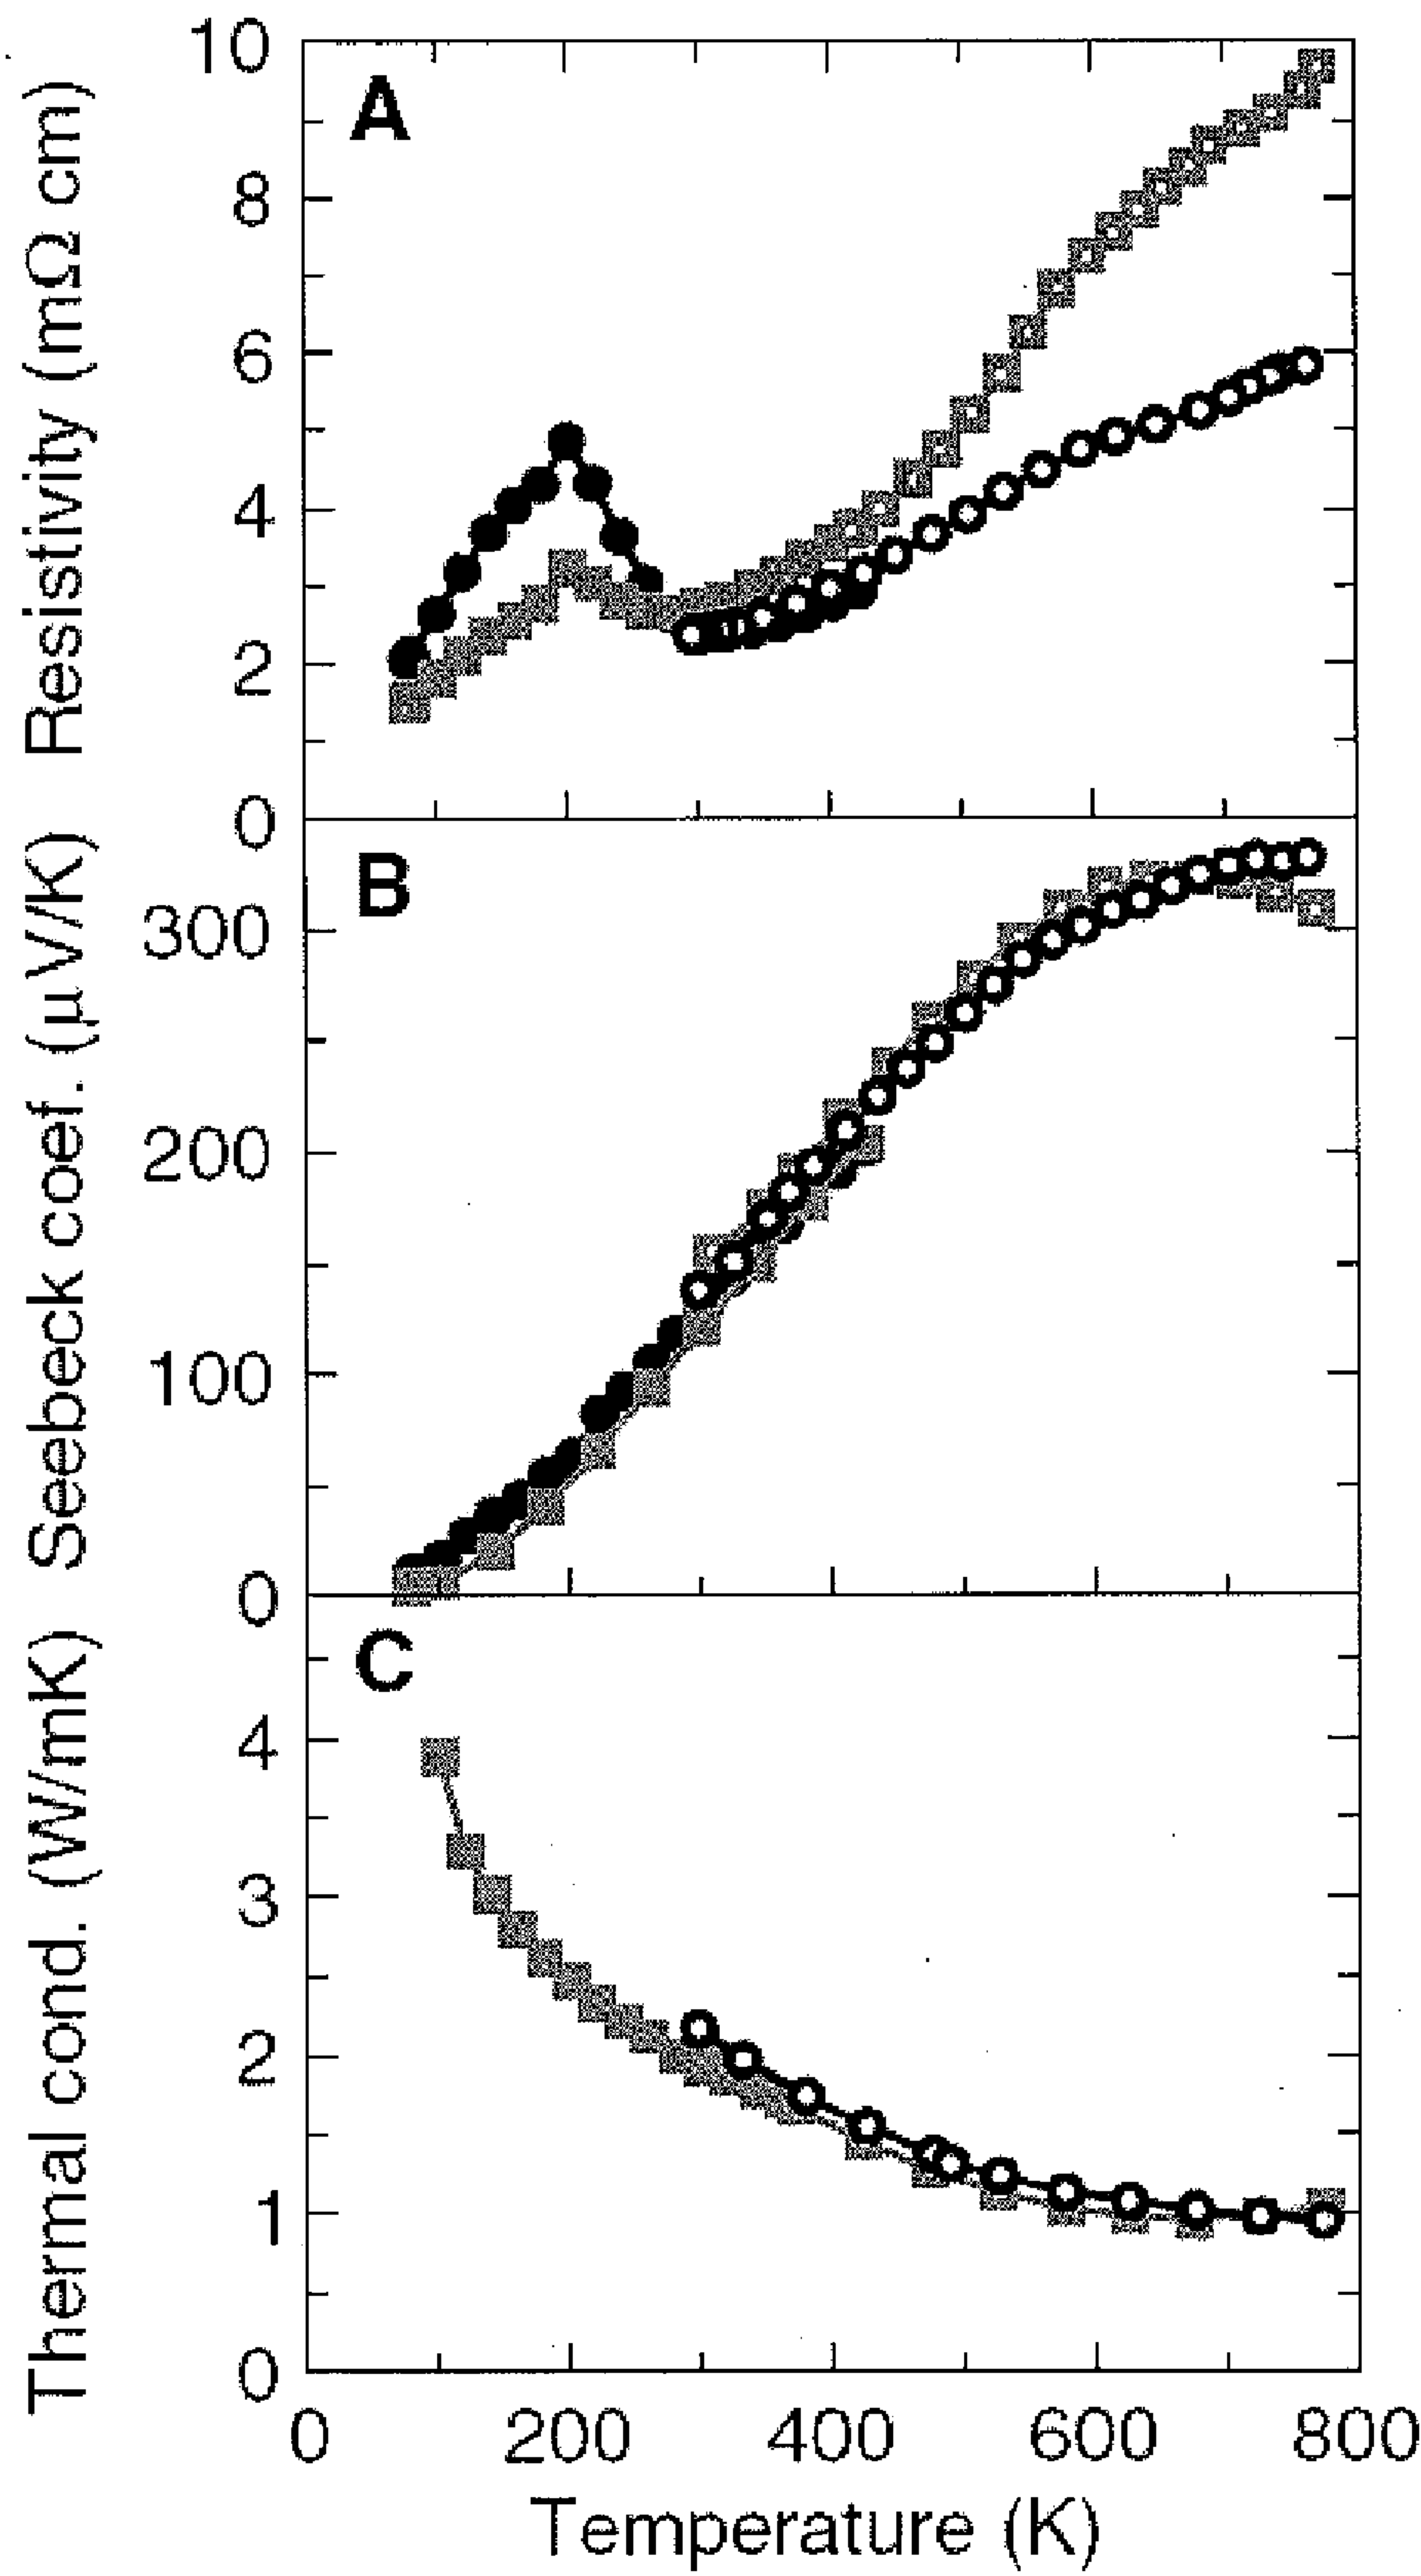 A
Resistivity (mΩ cm)
10
8
6
4
2
0
B
Seebeck coef. (μV/K)
300
200
100
0
C
Thermal cond. (W/mK)
4
3
2
1
0
0 200 400 600 800
Temperature (K)